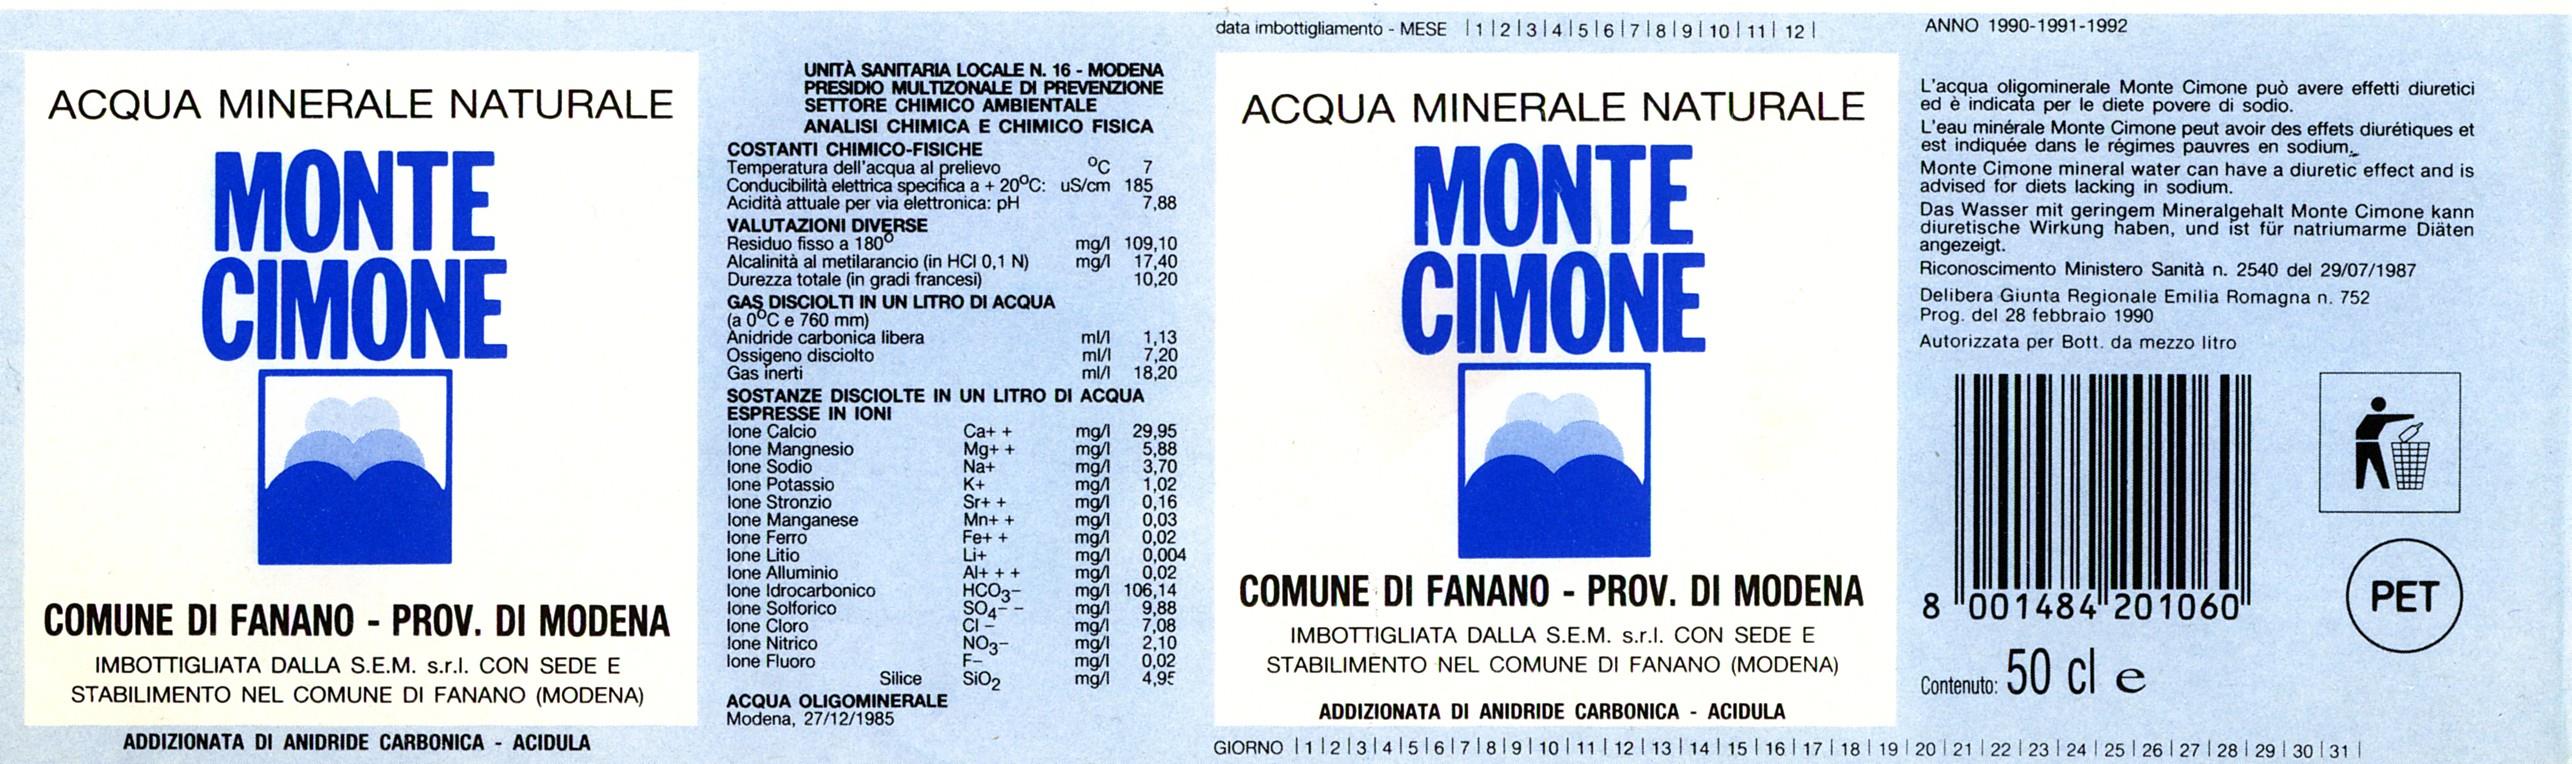 ACQUA MINERALE NATURALE
MONTE
CIMONE
COMUNE DI FANANO - PROV. DI MODENA
IMBOTTIGLIATA DALLA S.E.M. s.r.l. CON SEDE E
STABILIMENTO NEL COMUNE DI FANANO (MODENA)
ADDIZIONATA DI ANIDRIDE CARBONICA - ACIDULA
UNITÀ SANITARIA LOCALE N. 16 - MODENA
PRESIDIO MULTIZONALE DI PREVENZIONE
SETTORE CHIMICO AMBIENTALE
ANALISI CHIMICA E CHIMICO FISICA
COSTANTI CHIMICO-FISICHE
Temperatura dell'acqua al prelievo °C 7
Conducibilità elettrica specifica a + 20°C: uS/cm 185
Acidità attuale per via elettronica: pH 7,88
VALUTAZIONI DIVERSE
Residuo fisso a 180° mg/l 109,10
Alcalinità al metilarancio (in HCl 0,1 N) mg/l 17,40
Durezza totale (in gradi francesi) 10,20
GAS DISCIOLTI IN UN LITRO DI ACQUA
(a 0°C e 760 mm)
Anidride carbonica libera ml/l 1,13
Ossigeno disciolto ml/l 7,20
Gas inerti ml/l 18,20
SOSTANZE DISCIOLTE IN UN LITRO DI ACQUA
ESPRESSE IN IONI
Ione Calcio Ca+ + mg/l 29,95
Ione Mangnesio Mg+ + mg/l 5,88
Ione Sodio Na+ mg/l 3,70
Ione Potassio K+ mg/l 1,02
Ione Stronzio Sr+ + mg/l 0,16
Ione Manganese Mn+ + mg/l 0,03
Ione Ferro Fe+ + mg/l 0,02
Ione Litio Li+ mg/l 0,004
Ione Alluminio Al+ + + mg/l 0,02
Ione Idrocarbonico HCO3− mg/l 106,14
Ione Solforico SO4− − mg/l 9,88
Ione Cloro Cl − mg/l 7,08
Ione Nitrico NO3− mg/l 2,10
Ione Fluoro F− mg/l 0,02
Silice SiO2 mg/l 4,95
ACQUA OLIGOMINERALE
Modena, 27/12/1985
data imbottigliamento - MESE | 1 | 2 | 3 | 4 | 5 | 6 | 7 | 8 | 9 | 10 | 11 | 12 |
ACQUA MINERALE NATURALE
MONTE
CIMONE
COMUNE DI FANANO - PROV. DI MODENA
IMBOTTIGLIATA DALLA S.E.M. s.r.l. CON SEDE E
STABILIMENTO NEL COMUNE DI FANANO (MODENA)
ADDIZIONATA DI ANIDRIDE CARBONICA - ACIDULA
GIORNO | 1 | 2 | 3 | 4 | 5 | 6 | 7 | 8 | 9 | 10 | 11 | 12 | 13 | 14 | 15 | 16 | 17 | 18 | 19 | 20 | 21 | 22 | 23 | 24 | 25 | 26 | 27 | 28 | 29 | 30 | 31 |
ANNO 1990-1991-1992
L'acqua oligominerale Monte Cimone può avere effetti diuretici
ed è indicata per le diete povere di sodio.
L'eau minérale Monte Cimone peut avoir des effets diurétiques et
est indiquée dans le régimes pauvres en sodium.
Monte Cimone mineral water can have a diuretic effect and is
advised for diets lacking in sodium.
Das Wasser mit geringem Mineralgehalt Monte Cimone kann
diuretische Wirkung haben, und ist für natriumarme Diäten
angezeigt.
Riconoscimento Ministero Sanità n. 2540 del 29/07/1987
Delibera Giunta Regionale Emilia Romagna n. 752
Prog. del 28 febbraio 1990
Autorizzata per Bott. da mezzo litro
8 001484 201060
PET
Contenuto: 50 cl e